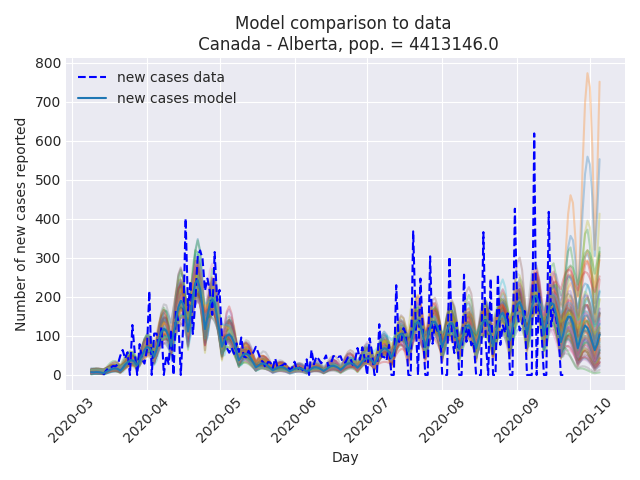 Model comparison to data
Canada - Alberta, pop. = 4413146.0
800
700
600
500
400
300
200
100
0
Number of new cases reported
new cases data
new cases model
2020-03
2020-04
2020-05
2020-06
2020-07
2020-08
2020-09
2020-10
Day